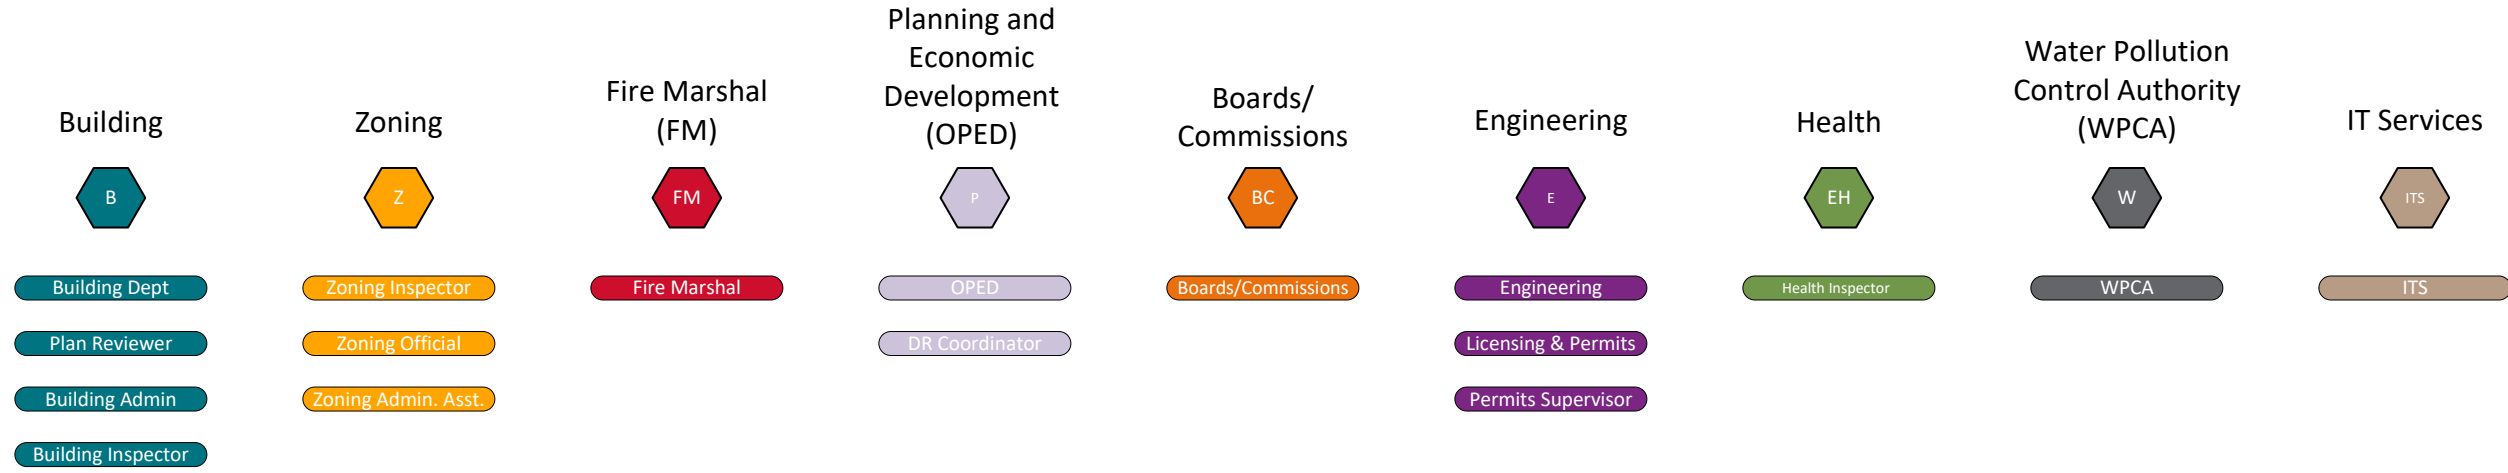 Building
Zoning
Fire Marshal
(FM)
Planning and
Economic
Development
(OPED)
Boards/
Commissions
Engineering
Health
Water Pollution
Control Authority
(WPCA)
IT Services
B
Z
FM
P
BC
E
EH
W
ITS
Building Dept
Zoning Inspector
Fire Marshal
OPED
Boards/Commissions
Engineering
Health Inspector
WPCA
ITS
Plan Reviewer
Zoning Official
DR Coordinator
Licensing & Permits
Building Admin
Zoning Admin. Asst.
Permits Supervisor
Building Inspector